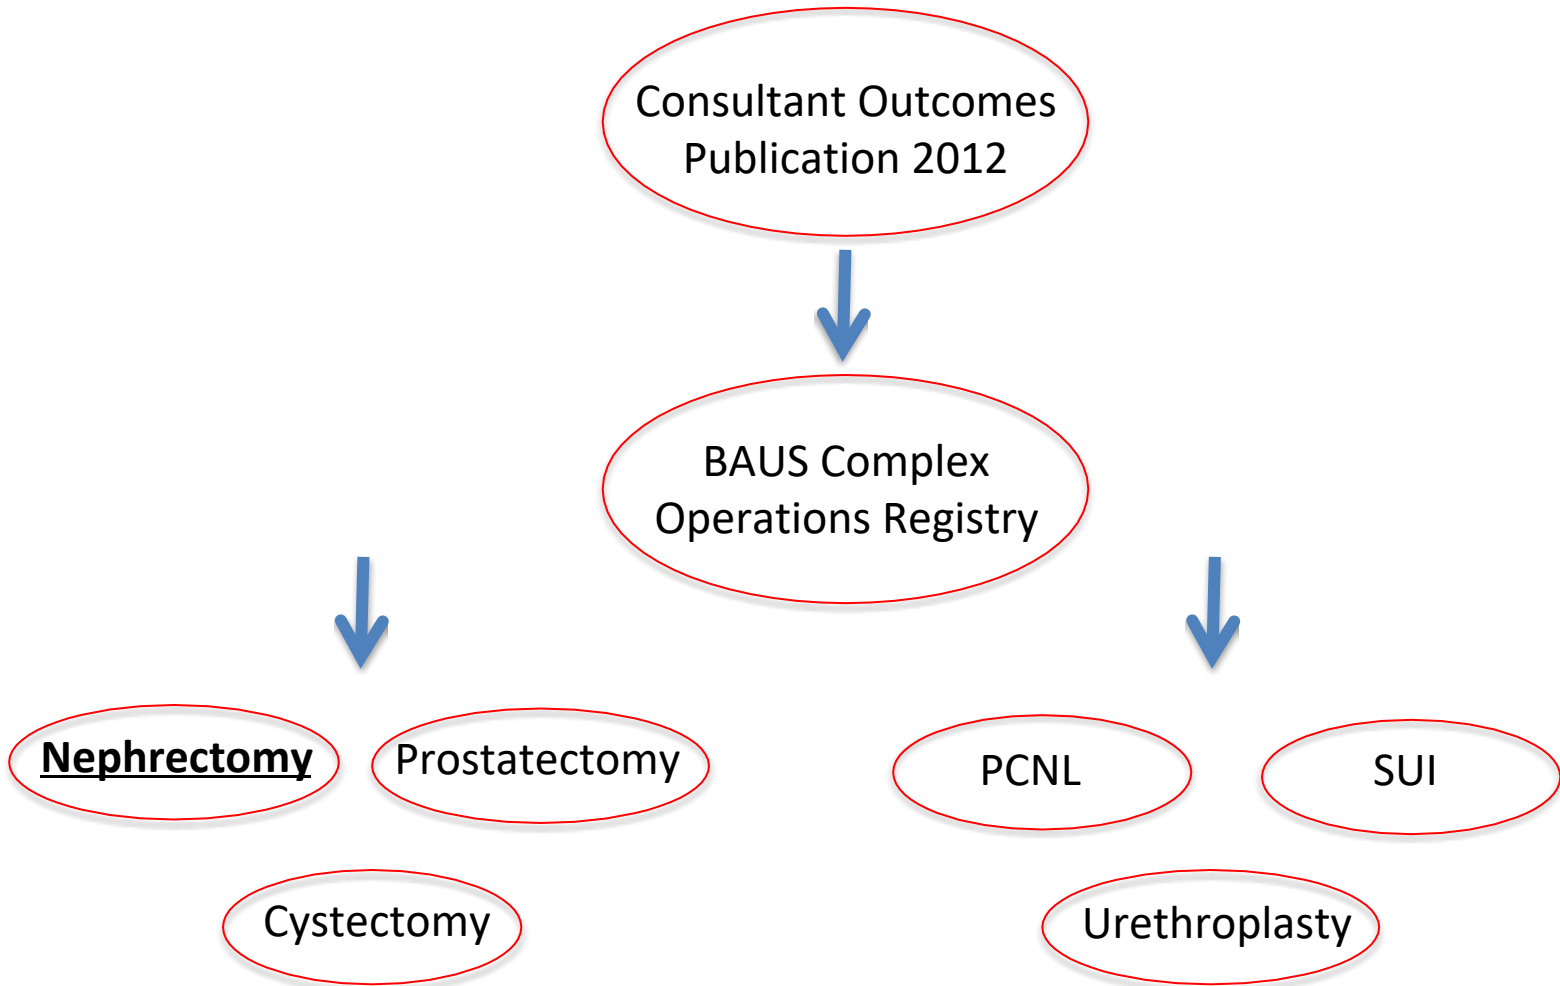 Consultant Outcomes
Publication 2012
BAUS Complex
Operations Registry
Nephrectomy
Prostatectomy
PCNL
SUI
Cystectomy
Urethroplasty